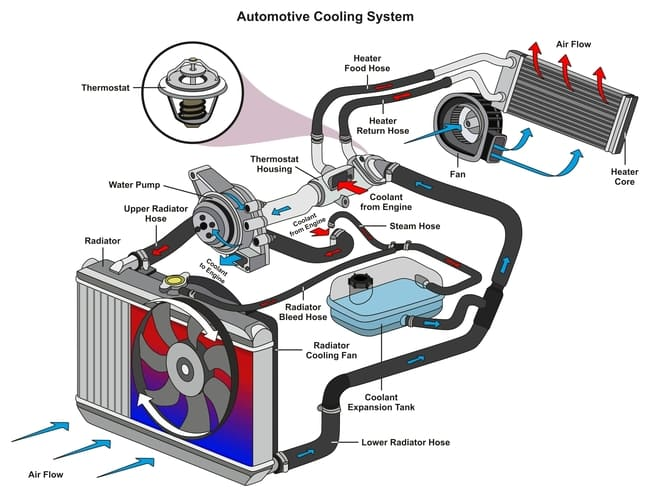 Automotive Cooling System
Thermostat
Heater
Food Hose
Air Flow
Heater
Return Hose
Fan
Heater
Core
Thermostat
Housing
Water Pump
Coolant
from Engine
Upper Radiator
Hose
Coolant
from Engine
Steam Hose
Radiator
Coolant
to Engine
Radiator
Bleed Hose
Radiator
Cooling Fan
Coolant
Expansion Tank
Lower Radiator Hose
Air Flow